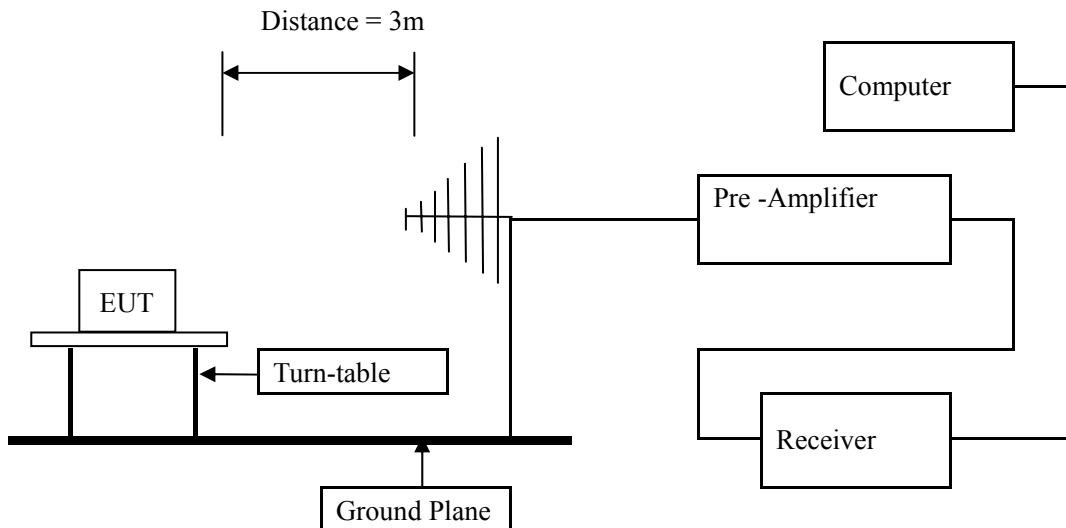 Distance = 3m
Computer
Pre -Amplifier
EUT
Turn-table
Receiver
Ground Plane